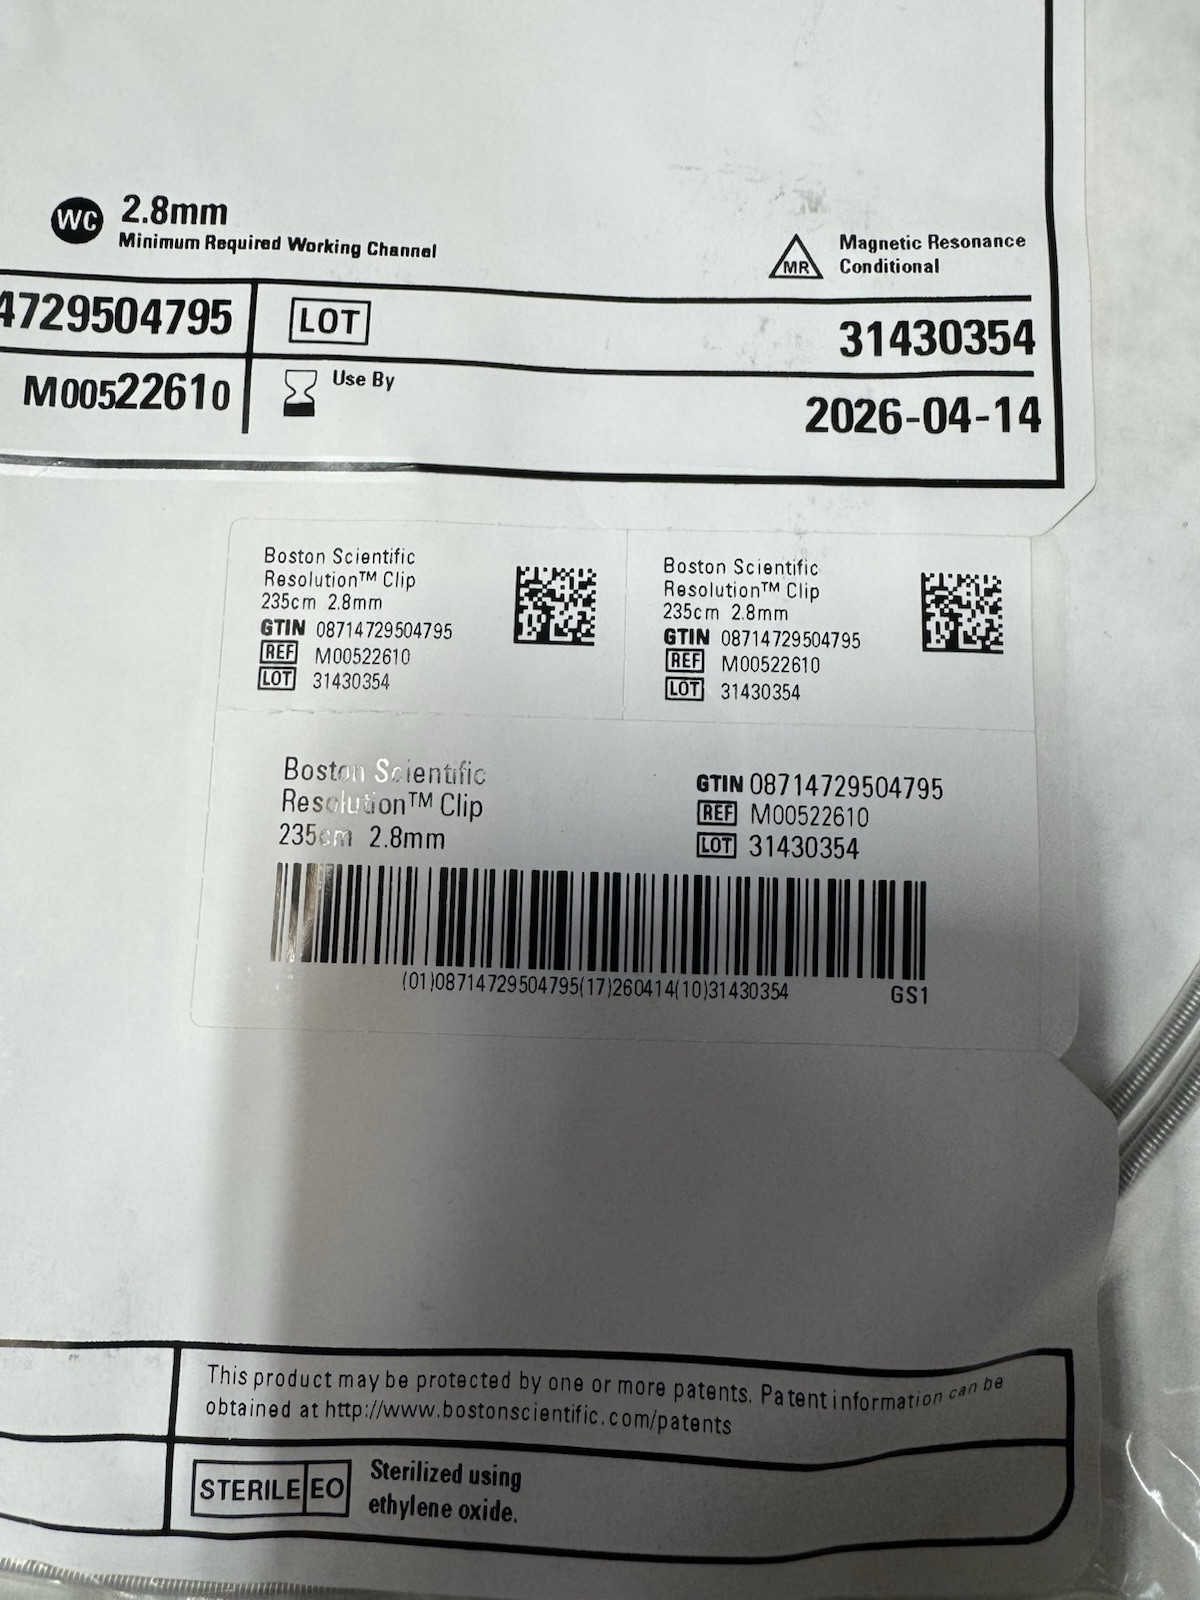 WC 2.8mm
Minimum Required Working Channel
MR Magnetic Resonance
Conditional
4729504795 LOT 31430354
M00522610 Use By 2026-04-14
Boston Scientific
Resolution™ Clip
235cm 2.8mm
GTIN 08714729504795
REF M00522610
LOT 31430354
Boston Scientific
Resolution™ Clip
235cm 2.8mm
GTIN 08714729504795
REF M00522610
LOT 31430354
Boston Scientific
Resolution™ Clip
235cm 2.8mm
GTIN 08714729504795
REF M00522610
LOT 31430354
(01)08714729504795(17)260414(10)31430354 GS1
This product may be protected by one or more patents. Patent information can be
obtained at http://www.bostonscientific.com/patents
STERILE EO Sterilized using
ethylene oxide.